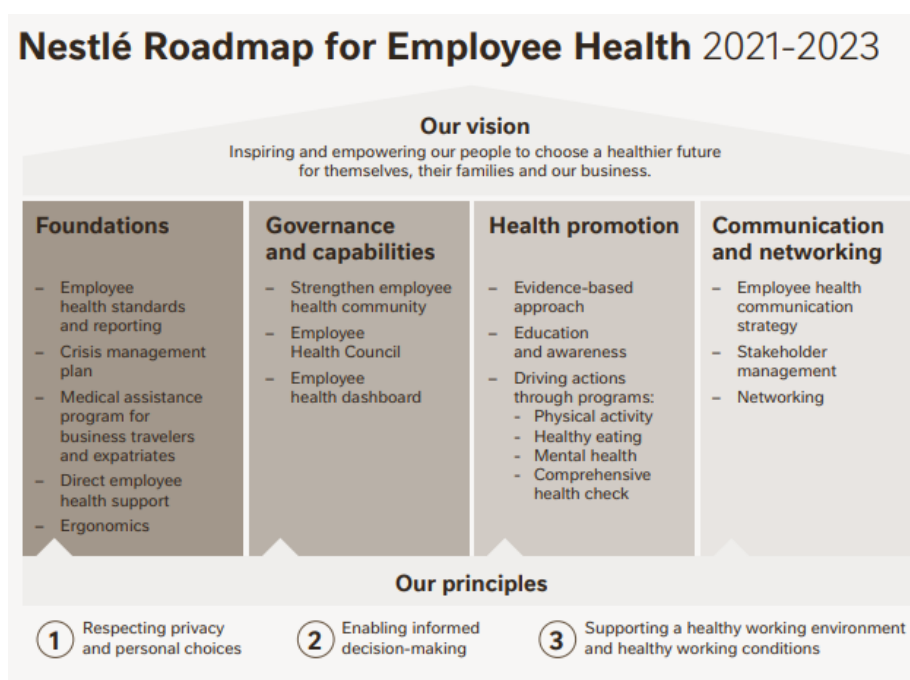 Nestlé Roadmap for Employee Health 2021-2023
Our vision
Inspiring and empowering our people to choose a healthier future
for themselves, their families and our business.
Foundations
– Employee
health standards
and reporting
– Crisis management
plan
– Medical assistance
program for
business travelers
and expatriates
– Direct employee
health support
– Ergonomics
Governance
and capabilities
– Strengthen employee
health community
– Employee
Health Council
– Employee
health dashboard
Health promotion
– Evidence-based
approach
– Education
and awareness
– Driving actions
through programs:
- Physical activity
- Healthy eating
- Mental health
- Comprehensive
health check
Communication
and networking
– Employee health
communication
strategy
– Stakeholder
management
– Networking
Our principles
1 Respecting privacy
and personal choices
2 Enabling informed
decision-making
3 Supporting a healthy working environment
and healthy working conditions